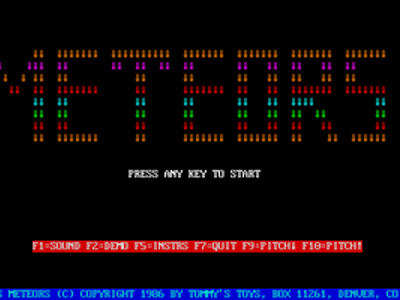 METEORS
PRESS ANY KEY TO START
F1=SOUND F2=DEMO F5=INSTRS F7=QUIT F9=PITCH↓ F10=PITCH↑
S METEORS (C) COPYRIGHT 1986 BY TOMMY'S TOYS, BOX 11261, DENVER, CO